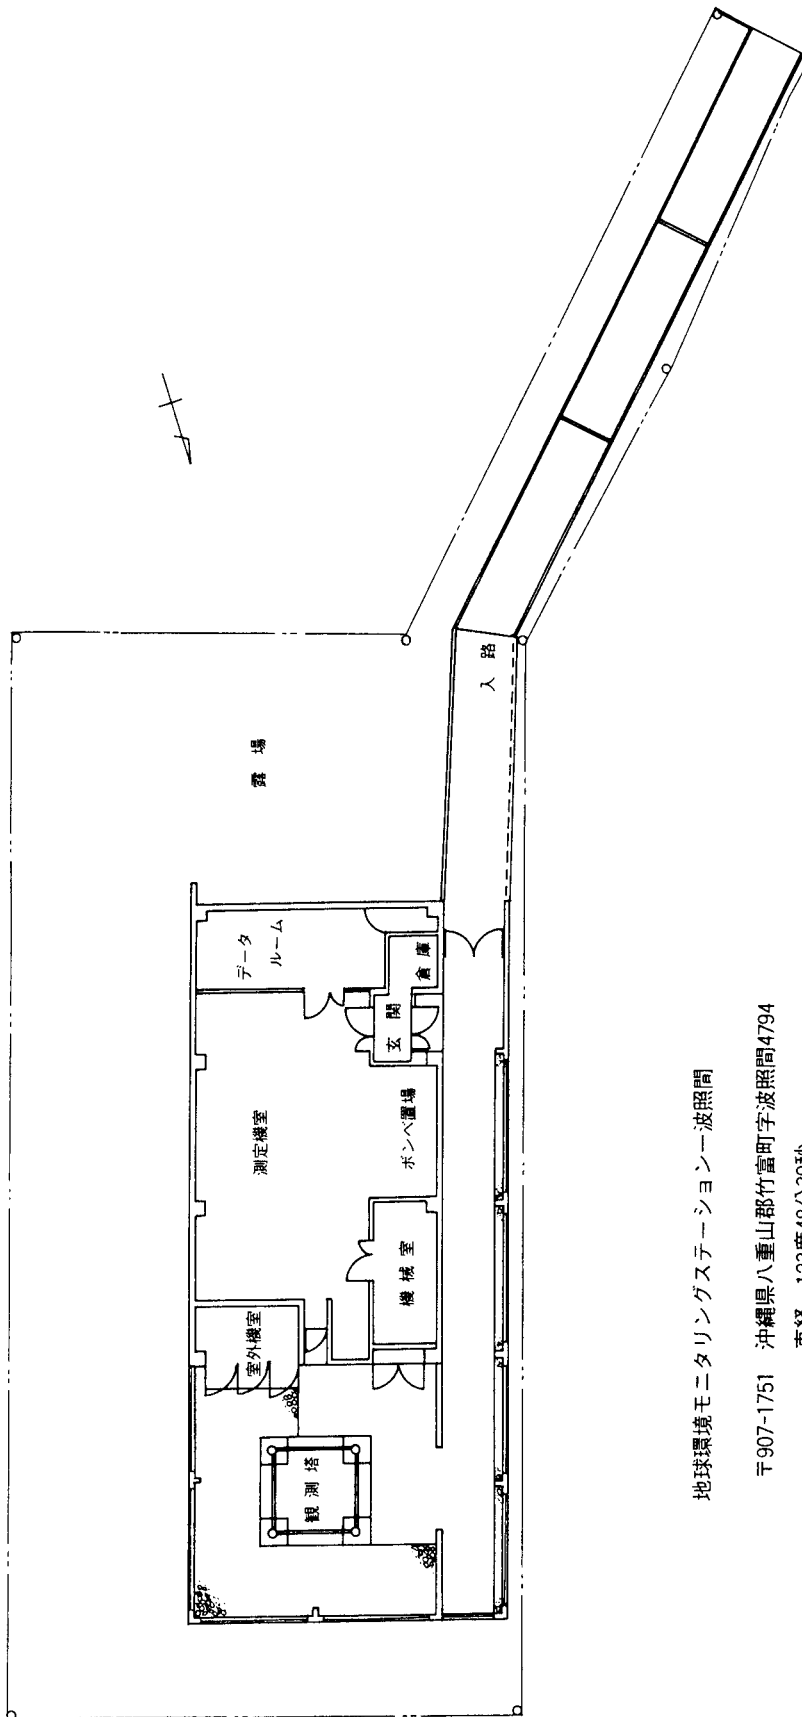 露場
入路
データ
ルーム
倉庫
玄関
測定機室
ボンベ置場
機械室
室外機室
観測塔
地球環境モニタリングステーション－波照間
〒907-1751 沖縄県八重山郡竹富町字波照間4794